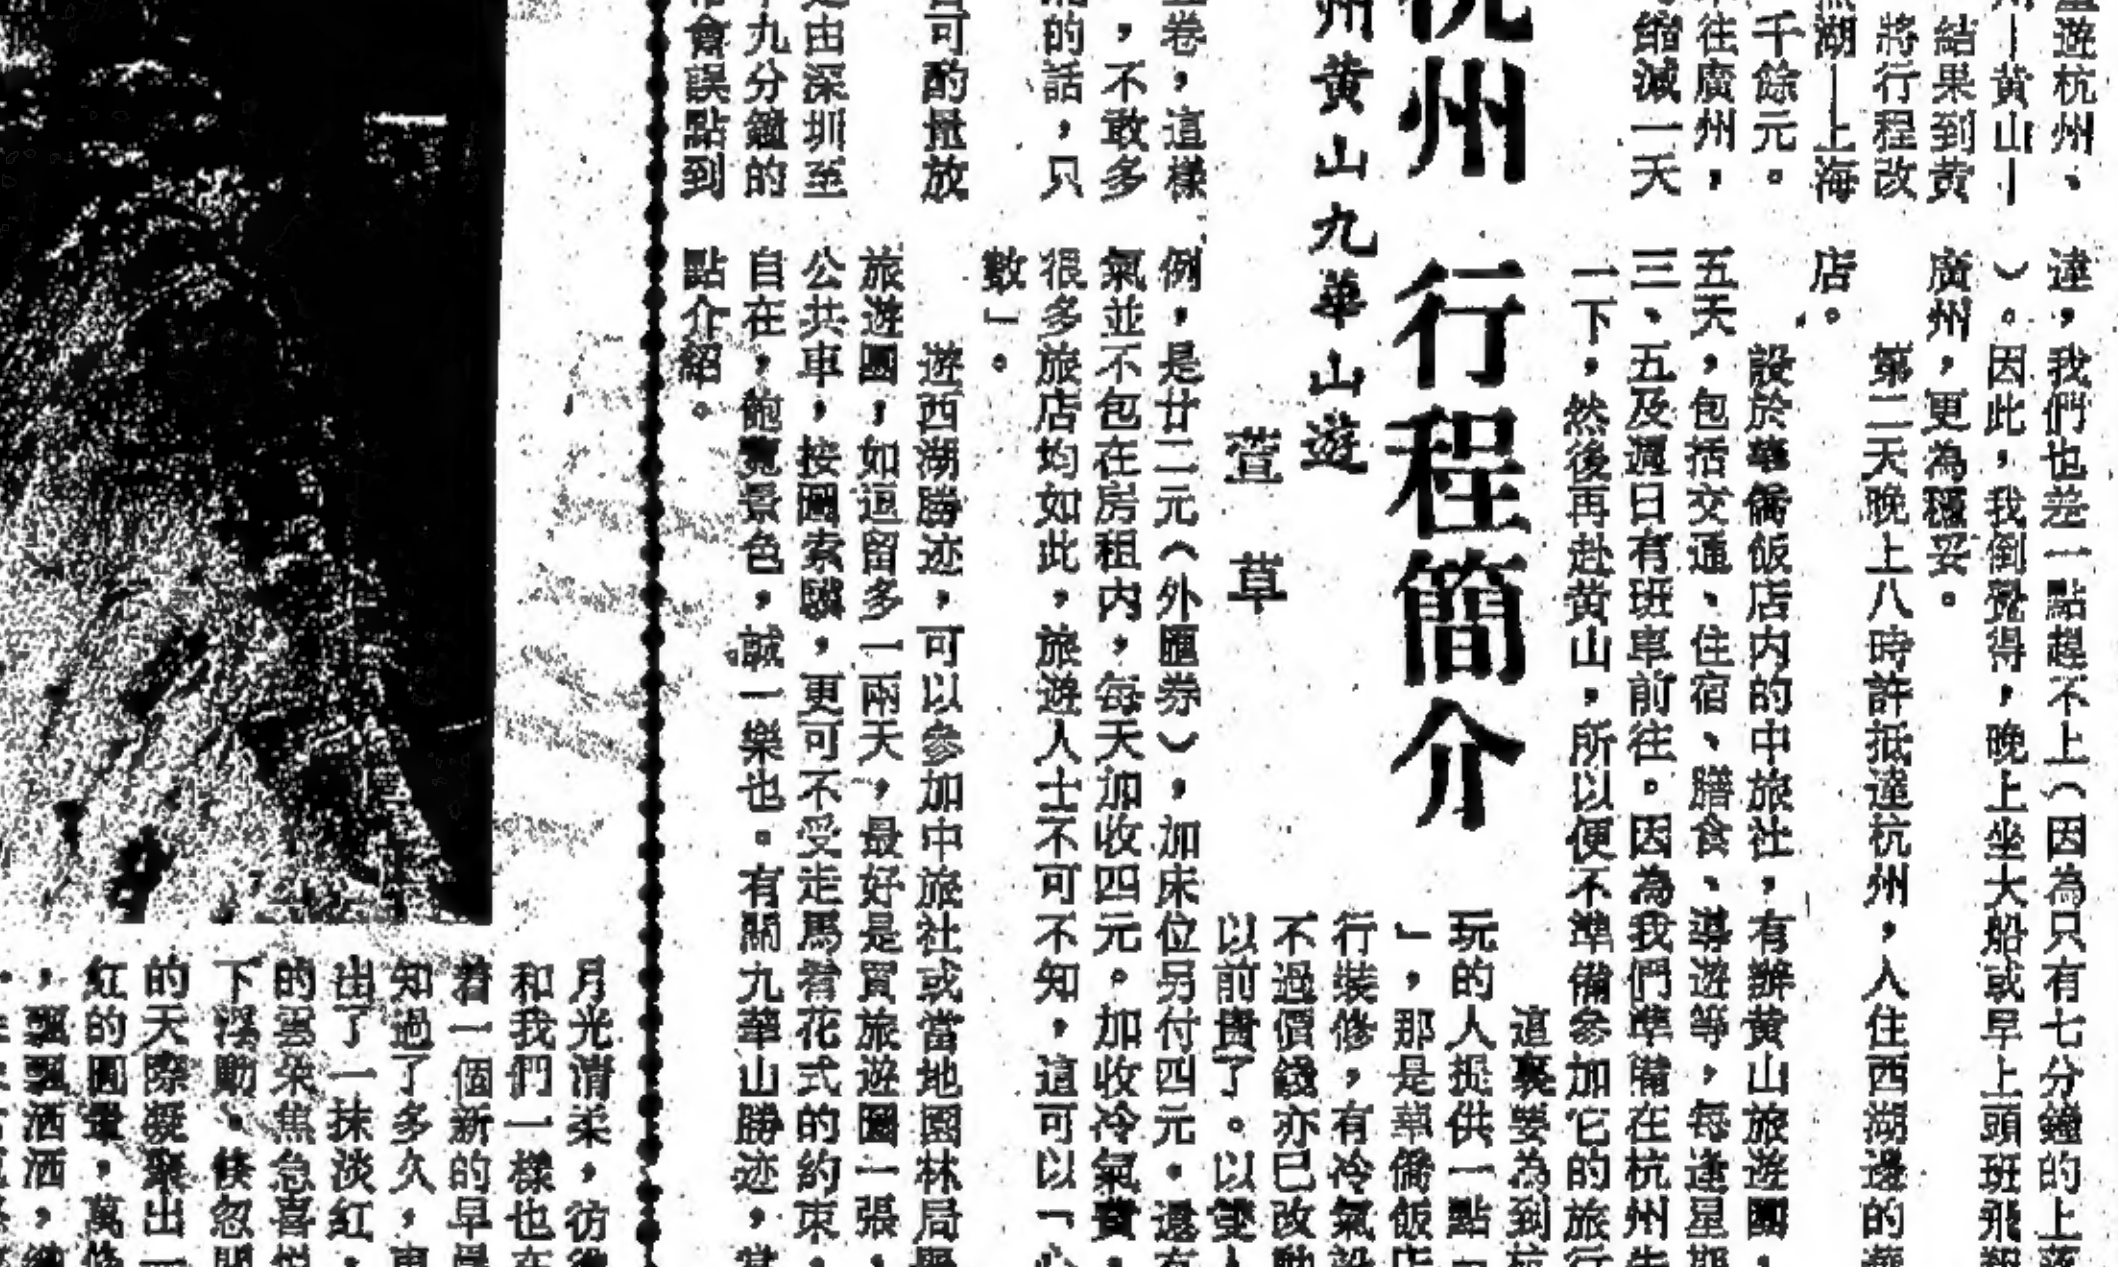 遊杭州、
—黃山—
結果到黃
將行程改
湖—上海
千餘元。
往廣州，
縮減一天
達，我們也差一點趕不上（因為只有七分鐘的上落
）。因此，我倒覺得，晚上坐大船或早上頭班飛
廣州，更為穩妥。
第二天晚上八時許抵達杭州，入住西湖邊的
店。
設於華僑飯店內的中旅社，有辦黃山旅遊團，
五天，包括交通、住宿、膳食、導遊等，每逢星期
三、五及週日有班車前往。因為我們準備在杭州先
一下，然後再赴黃山，所以便不準備參加它的旅行
杭州 行程簡介
州黃山九華山遊
萱草
這裏要為到杭
玩的人提供一點「
」，那是華僑飯店
行裝修，有冷氣設
不過價錢亦已改動
以前貴了。以雙人
卷，這樣
，不敢多
的話，只
可酌量放
由深圳至
九分鐘的
會誤點到
例，是廿二元（外匯券），加床位另付四元。還有
氣並不包在房租內，每天加收四元。加收冷氣費，
很多旅店均如此，旅遊人士不可不知，這可以「心
數」。
遊西湖勝迹，可以參加中旅社或當地園林局
旅遊團，如逗留多一兩天，最好是買旅遊圖一張，
公共車，按圖索驥，更可不受走馬看花式的約束，
自在，飽覽景色，誠一樂也。有關九華山勝迹，當
點介紹。
月光清柔，彷
和我們一樣也在
着一個新的早
知過了多久，東
出了一抹淡紅，
的雲朵焦急喜悅
下浮動、倏忽間
的天際凝聚出一
紅的圓暈，萬
，飄飄洒洒，